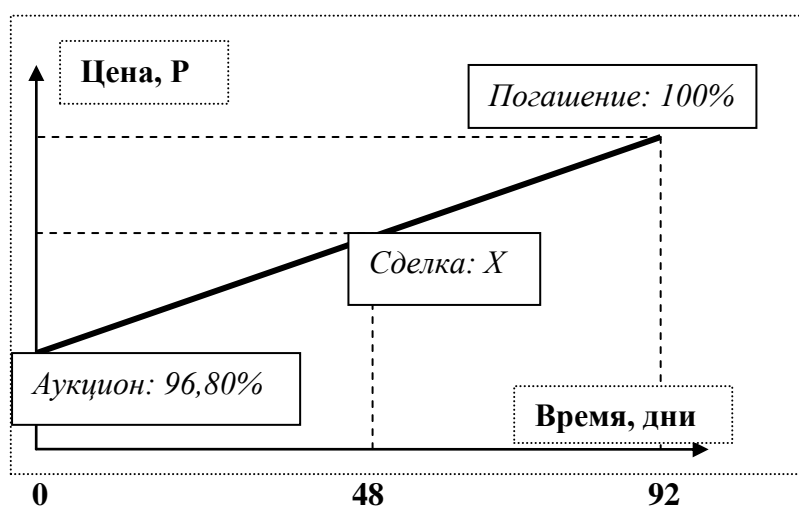 Цена, Р
Погашение: 100%
Сделка: X
Аукцион: 96,80%
Время, дни
0 48 92